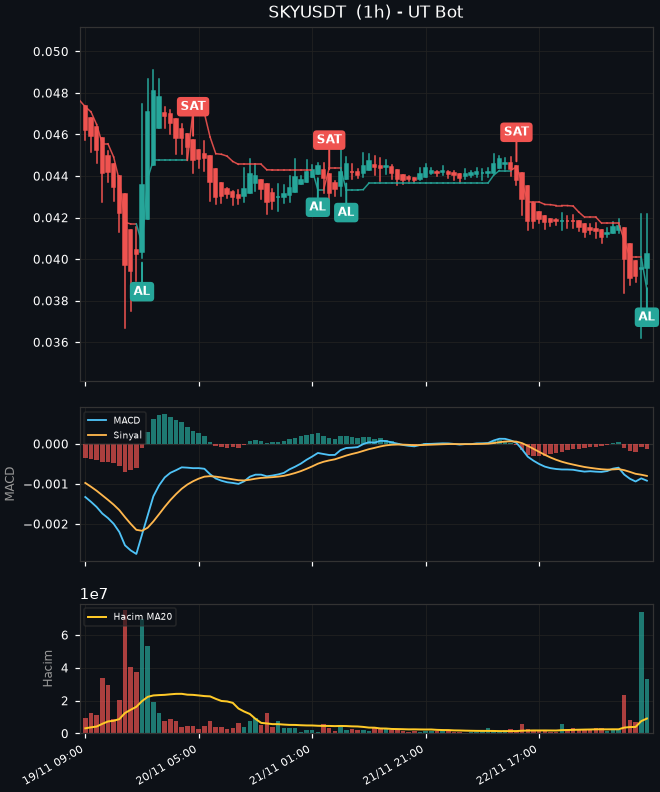 SKYUSDT (1h) - UT Bot
0.050
0.048
SAT
0.046
SAT
SAT
0.044
AL
AL
0.042
0.040
AL
0.038
AL
0.036
MACD
Sinyal
0.000
MACD
−0.001
−0.002
1e7
Hacim MA20
6
Hacim
4
2
0
19/11 09:00
20/11 05:00
21/11 01:00
21/11 21:00
22/11 17:00